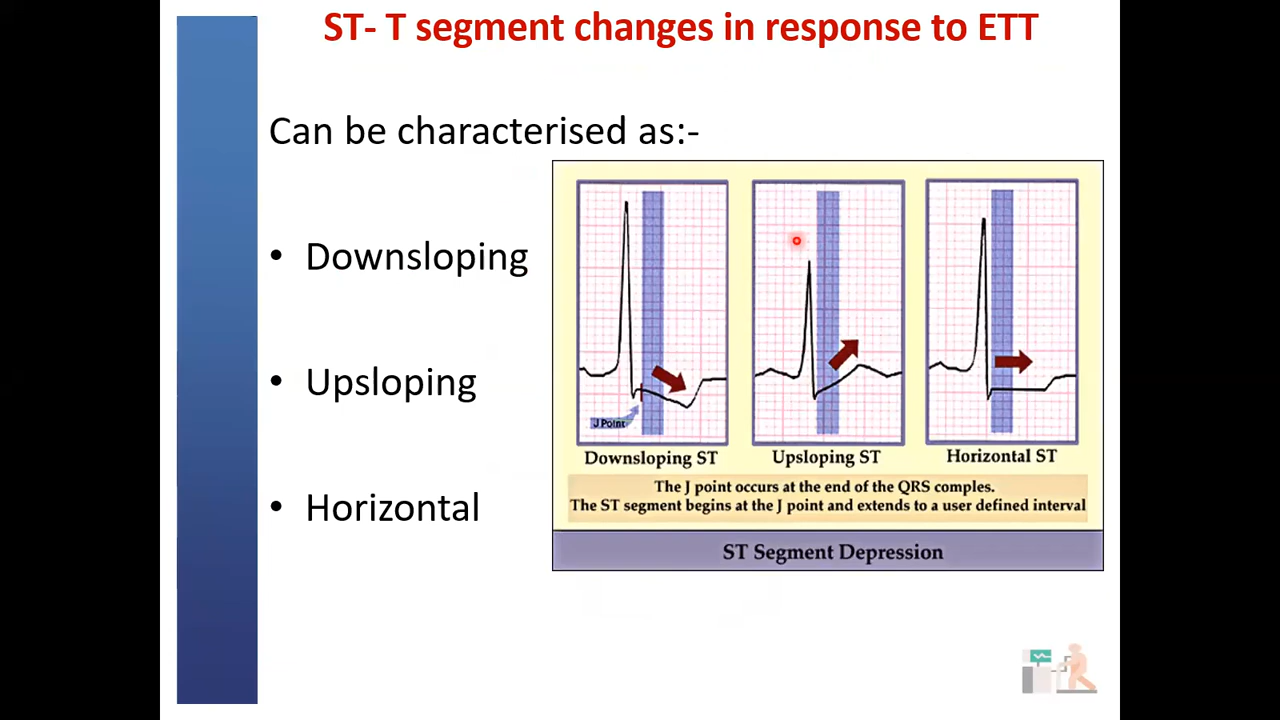 ST- T segment changes in response to ETT
Can be characterised as:-
• Downsloping
• Upsloping
• Horizontal
J Point
Downsloping ST
Upsloping ST
Horizontal ST
The J point occurs at the end of the QRS comples.
The ST segment begins at the J point and extends to a user defined interval
ST Segment Depression